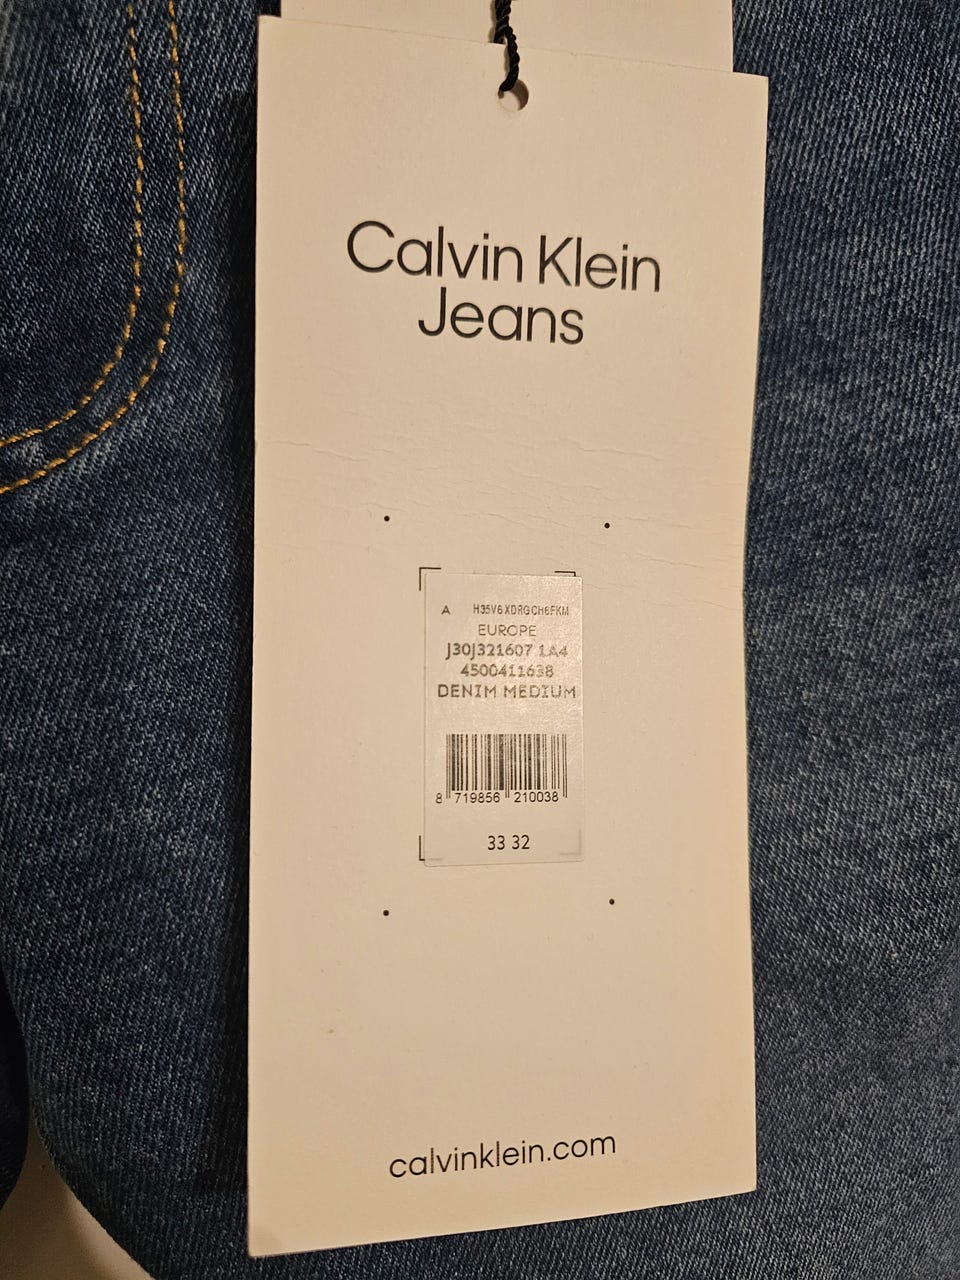 Calvin Klein
Jeans
A H35V6XDRGCH6FKM
EUROPE
J30J321607 1A4
4500411638
DENIM MEDIUM
8 719856 210038
33 32
calvinklein.com